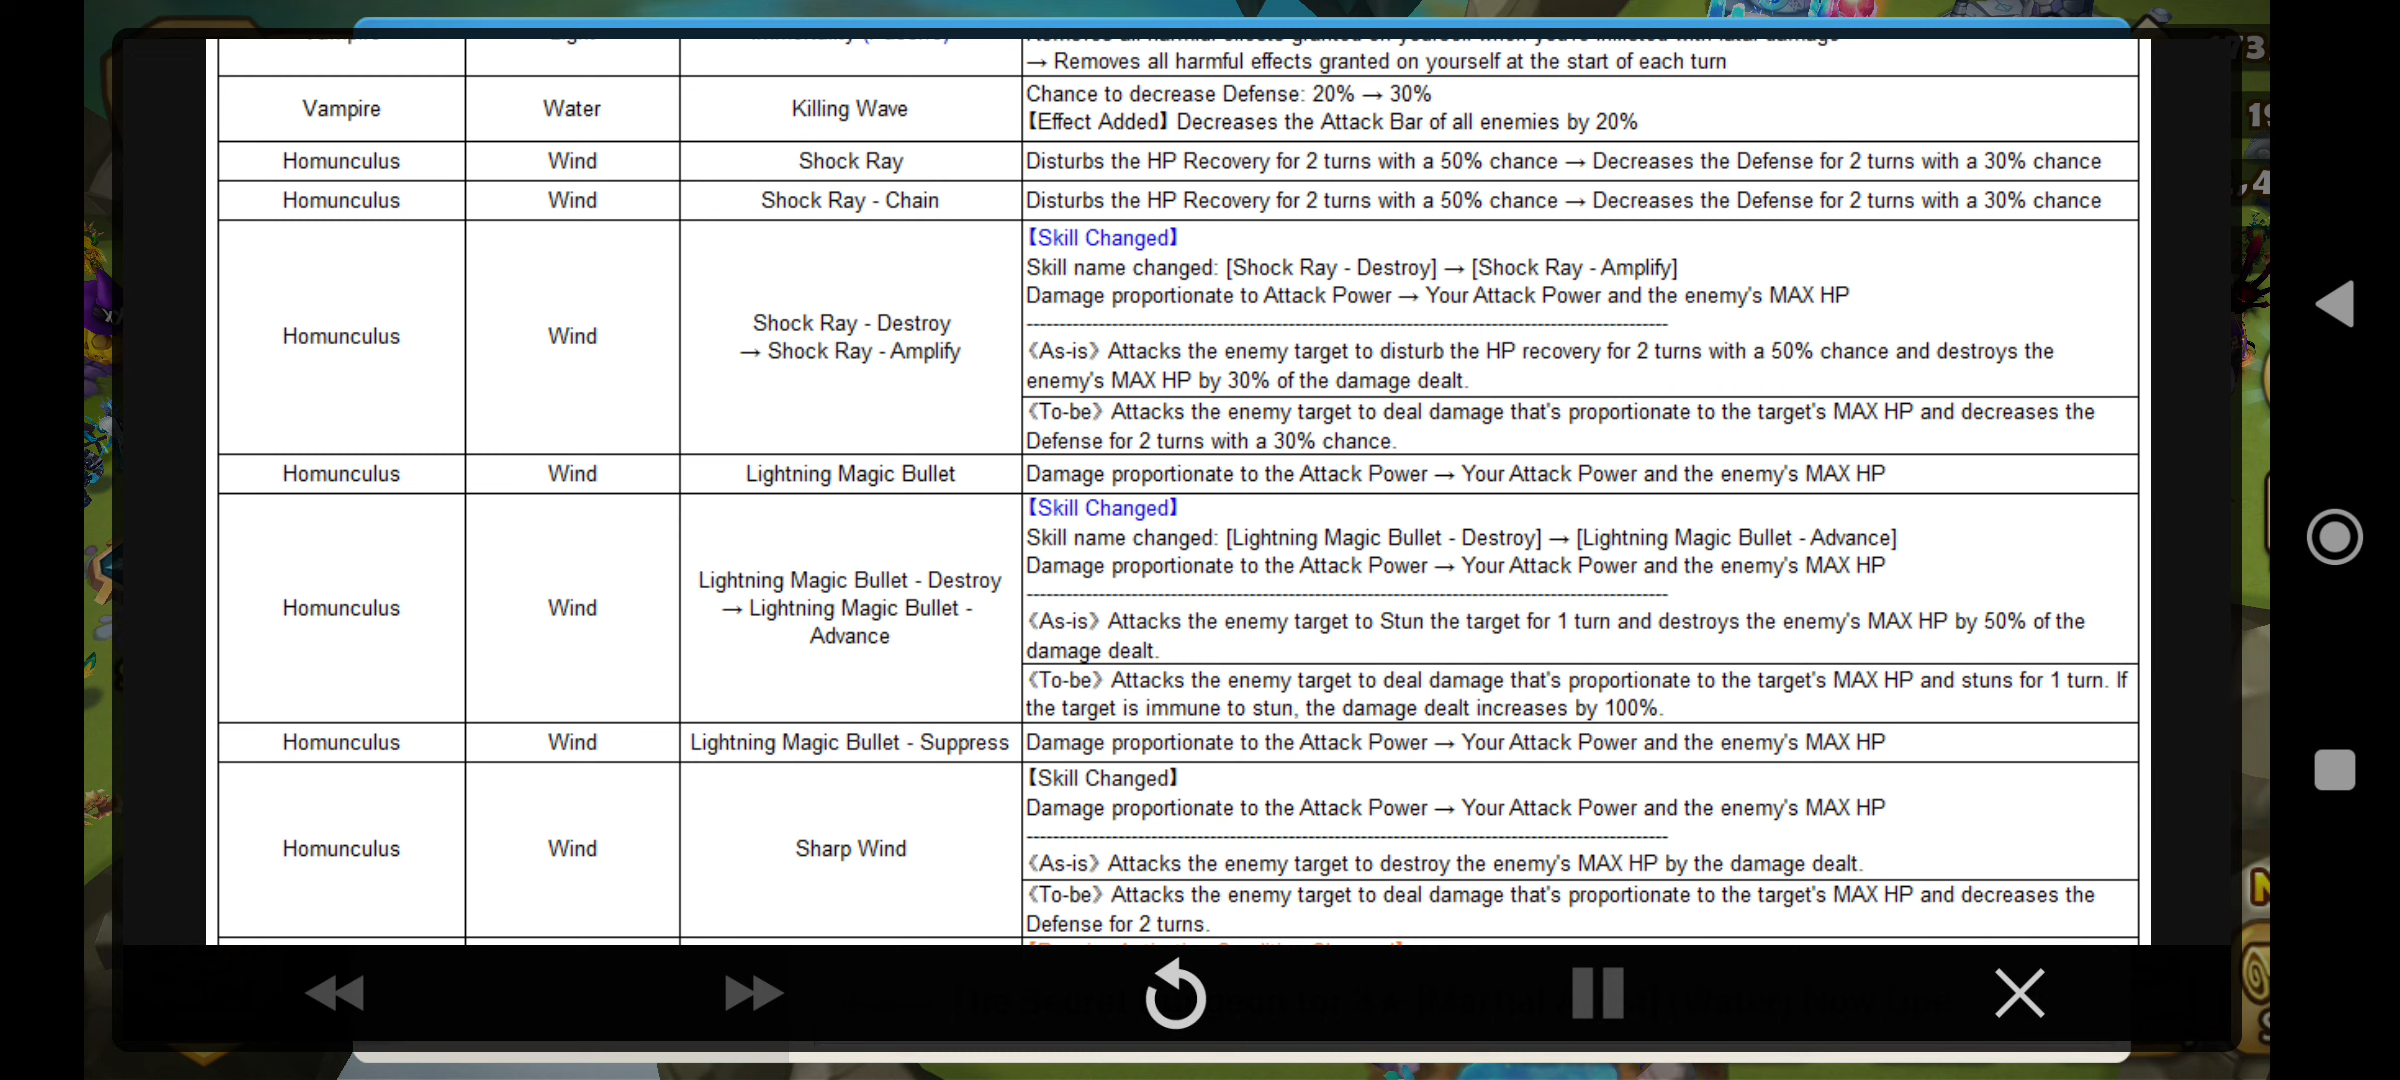 → Removes all harmful effects granted on yourself at the start of each turn
Vampire
Water
Killing Wave
Chance to decrease Defense: 20% → 30%
【Effect Added】Decreases the Attack Bar of all enemies by 20%
Homunculus
Wind
Shock Ray
Disturbs the HP Recovery for 2 turns with a 50% chance → Decreases the Defense for 2 turns with a 30% chance
Homunculus
Wind
Shock Ray - Chain
Disturbs the HP Recovery for 2 turns with a 50% chance → Decreases the Defense for 2 turns with a 30% chance
Homunculus
Wind
Shock Ray - Destroy
→ Shock Ray - Amplify
【Skill Changed】
Skill name changed: [Shock Ray - Destroy] → [Shock Ray - Amplify]
Damage proportionate to Attack Power → Your Attack Power and the enemy's MAX HP
《As-is》Attacks the enemy target to disturb the HP recovery for 2 turns with a 50% chance and destroys the
enemy's MAX HP by 30% of the damage dealt.
《To-be》Attacks the enemy target to deal damage that's proportionate to the target's MAX HP and decreases the
Defense for 2 turns with a 30% chance.
Homunculus
Wind
Lightning Magic Bullet
Damage proportionate to the Attack Power → Your Attack Power and the enemy's MAX HP
Homunculus
Wind
Lightning Magic Bullet - Destroy
→ Lightning Magic Bullet -
Advance
【Skill Changed】
Skill name changed: [Lightning Magic Bullet - Destroy] → [Lightning Magic Bullet - Advance]
Damage proportionate to the Attack Power → Your Attack Power and the enemy's MAX HP
《As-is》Attacks the enemy target to Stun the target for 1 turn and destroys the enemy's MAX HP by 50% of the
damage dealt.
《To-be》Attacks the enemy target to deal damage that's proportionate to the target's MAX HP and stuns for 1 turn. If
the target is immune to stun, the damage dealt increases by 100%.
Homunculus
Wind
Lightning Magic Bullet - Suppress
Damage proportionate to the Attack Power → Your Attack Power and the enemy's MAX HP
Homunculus
Wind
Sharp Wind
【Skill Changed】
Damage proportionate to the Attack Power → Your Attack Power and the enemy's MAX HP
《As-is》Attacks the enemy target to destroy the enemy's MAX HP by the damage dealt.
《To-be》Attacks the enemy target to deal damage that's proportionate to the target's MAX HP and decreases the
Defense for 2 turns.